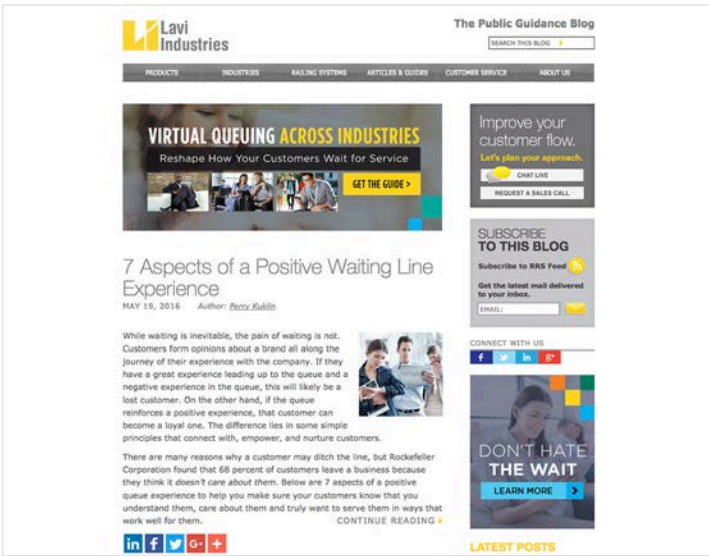 Lavi
Industries
The Public Guidance Blog
SEARCH THIS BLOG
PRODUCTS INDUSTRIES RAILING SYSTEMS ARTICLES & GUIDES CUSTOMER SERVICE ABOUT US
VIRTUAL QUEUING ACROSS INDUSTRIES
Reshape How Your Customers Wait for Service
GET THE GUIDE >
Improve your
customer flow.
Let's plan your approach.
CHAT LIVE
REQUEST A SALES CALL
SUBSCRIBE
TO THIS BLOG
Subscribe to RRS Feed
Get the latest mail delivered
to your inbox.
EMAIL:
CONNECT WITH US
f in g+
DON'T HATE
THE WAIT
LEARN MORE >
LATEST POSTS
7 Aspects of a Positive Waiting Line
Experience
MAY 19, 2016 Author: Perry Kuklin
While waiting is inevitable, the pain of waiting is not.
Customers form opinions about a brand all along the
journey of their experience with the company. If they
have a great experience leading up to the queue and a
negative experience in the queue, this will likely be a
lost customer. On the other hand, if the queue
reinforces a positive experience, that customer can
become a loyal one. The difference lies in some simple
principles that connect with, empower, and nurture customers.
There are many reasons why a customer may ditch the line, but Rockefeller
Corporation found that 68 percent of customers leave a business because
they think it doesn't care about them. Below are 7 aspects of a positive
queue experience to help you make sure your customers know that you
understand them, care about them and truly want to serve them in ways that
work well for them.
CONTINUE READING
in f G+ +